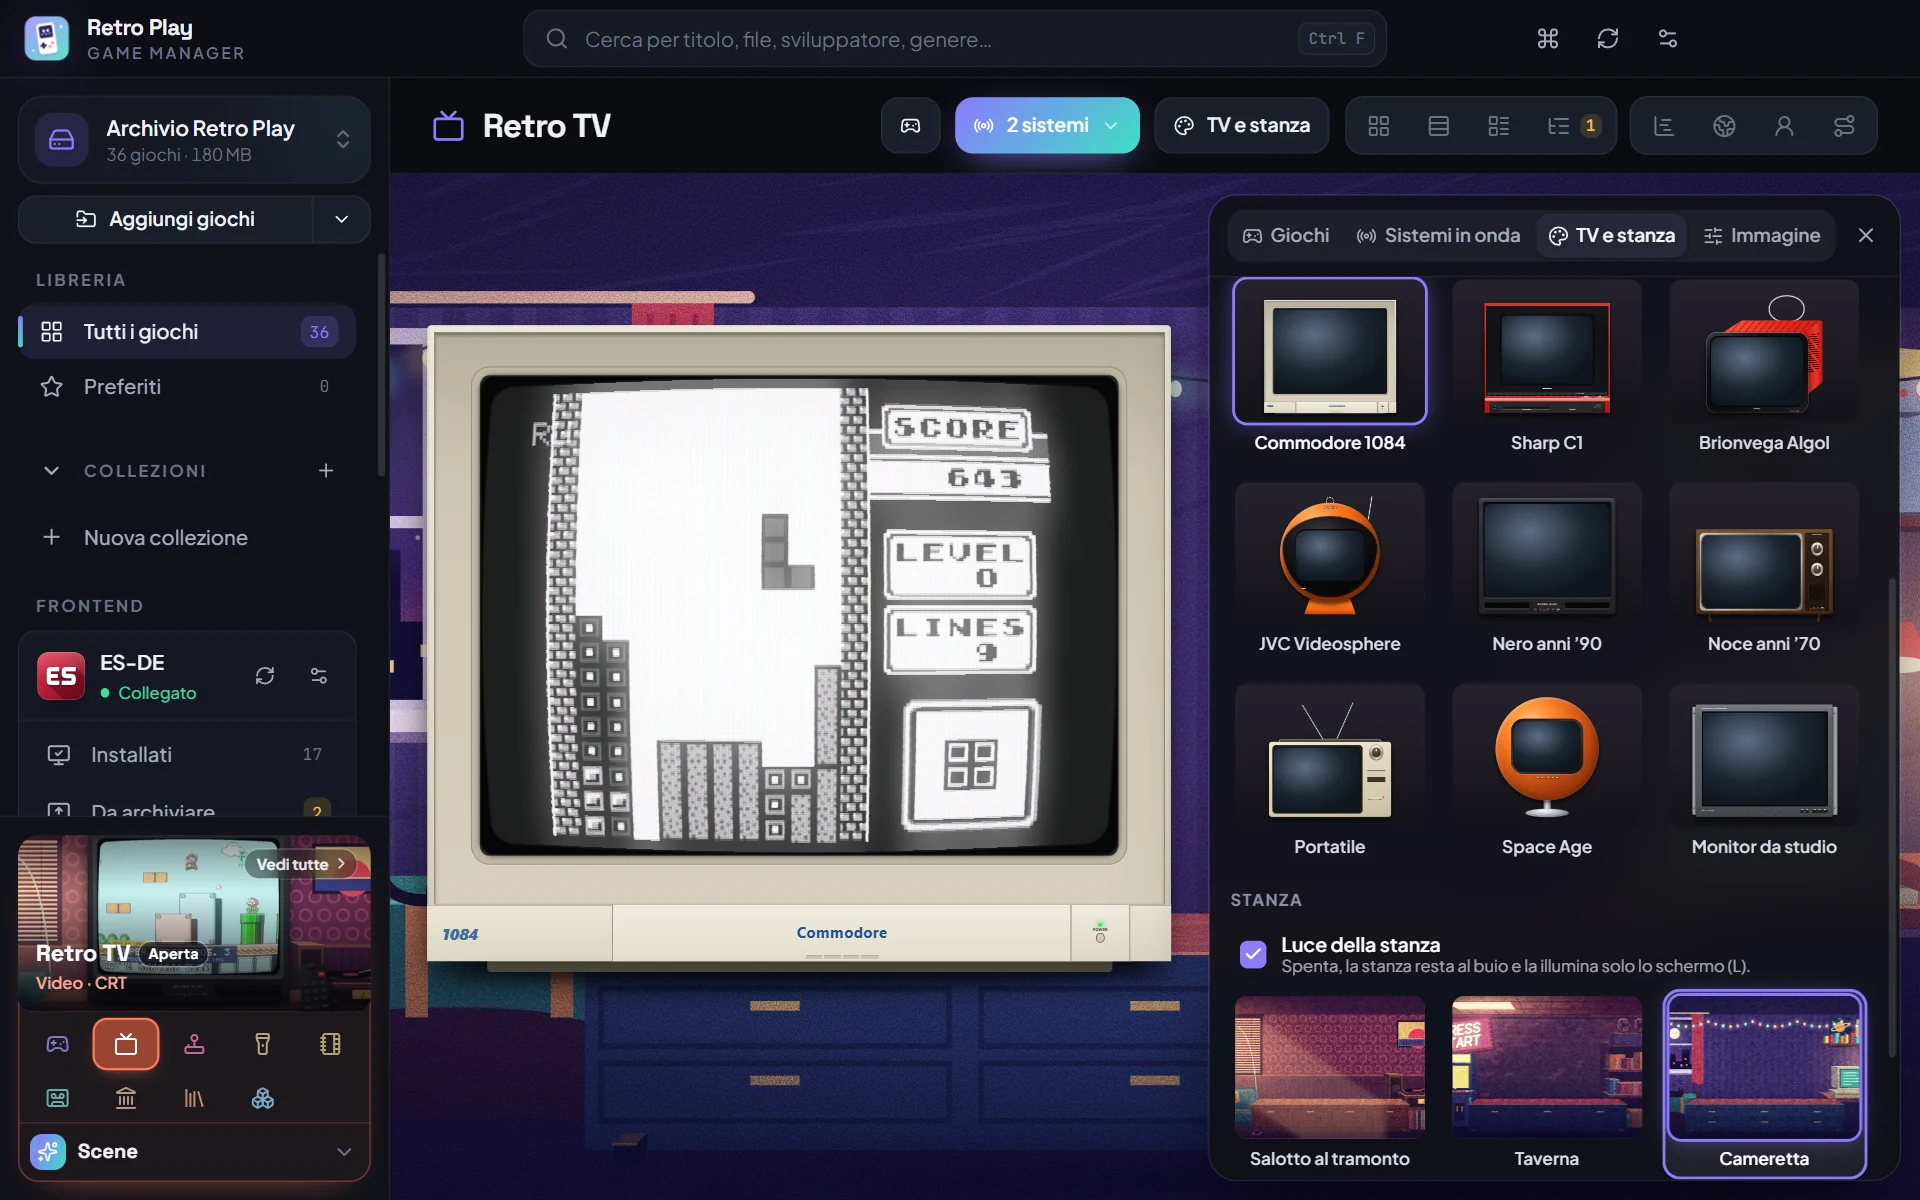 Retro Play
GAME MANAGER
Cerca per titolo, file, sviluppatore, genere...
Ctrl F
Archivio Retro Play
36 giochi · 180 MB
Aggiungi giochi
LIBRERIA
Tutti i giochi
36
Preferiti
0
COLLEZIONI
Nuova collezione
FRONTEND
ES
ES-DE
Collegato
Installati
17
Da archiviare
2
Vedi tutte
Retro TV
Aperta
Video · CRT
Scene
Retro TV
2 sistemi
TV e stanza
1
SCORE
643
LEVEL
0
LINES
9
1084
Commodore
POWER
Giochi
Sistemi in onda
TV e stanza
Immagine
Commodore 1084
Sharp C1
Brionvega Algol
JVC Videosphere
Nero anni ’90
Noce anni ’70
Portatile
Space Age
Monitor da studio
STANZA
Luce della stanza
Spenta, la stanza resta al buio e la illumina solo lo schermo (L).
Salotto al tramonto
Taverna
Cameretta